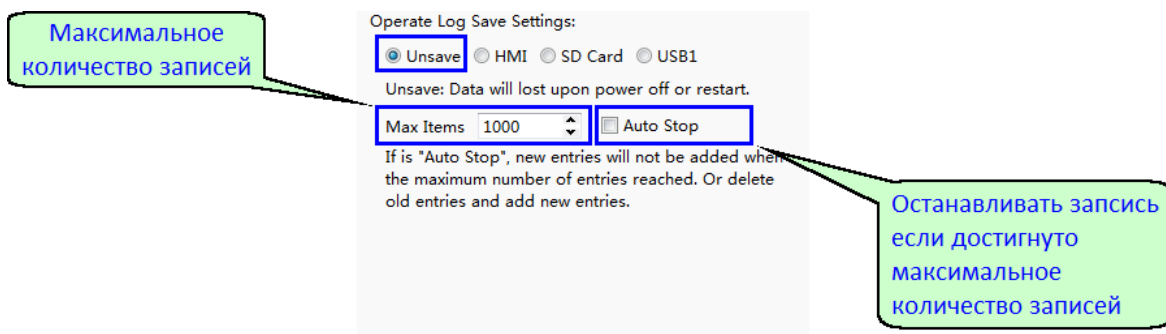 Максимальное
количество записей
Operate Log Save Settings:
Unsave HMI SD Card USB1
Unsave: Data will lost upon power off or restart.
Max Items 1000 Auto Stop
If is "Auto Stop", new entries will not be added when
the maximum number of entries reached. Or delete
old entries and add new entries.
Останавливать запсись
если достигнуто
максимальное
количество записей